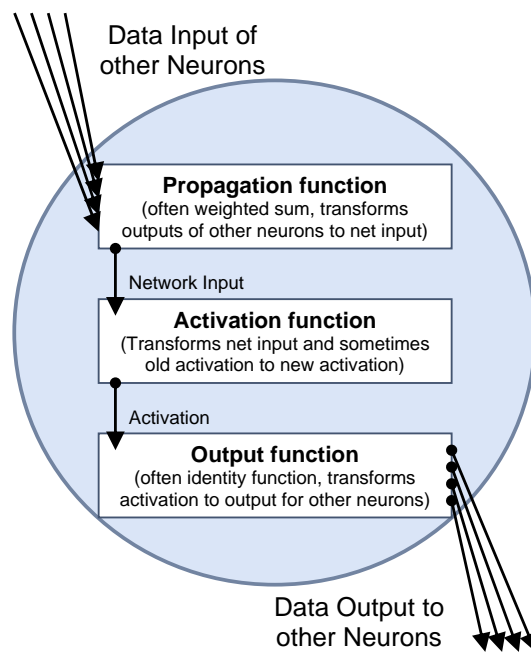 Data Input of
other Neurons
Propagation function
(often weighted sum, transforms
outputs of other neurons to net input)
Network Input
Activation function
(Transforms net input and sometimes
old activation to new activation)
Activation
Output function
(often identity function, transforms
activation to output for other neurons)
Data Output to
other Neurons